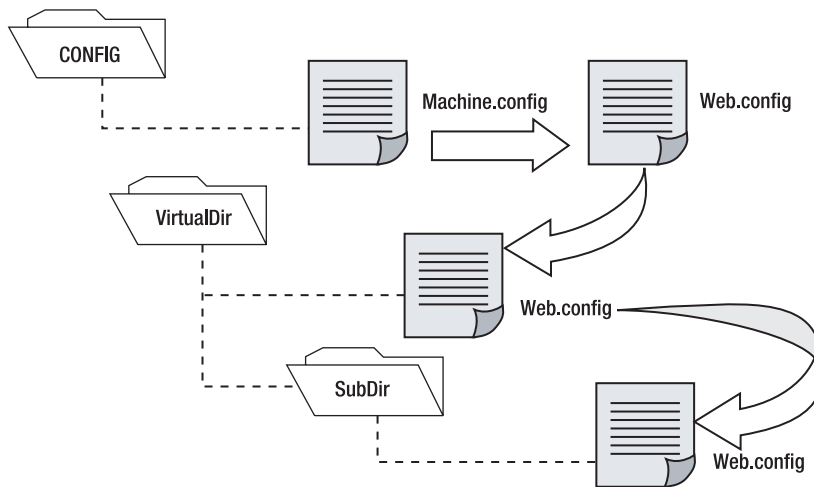 CONFIG
Machine.config
Web.config
VirtualDir
Web.config
SubDir
Web.config